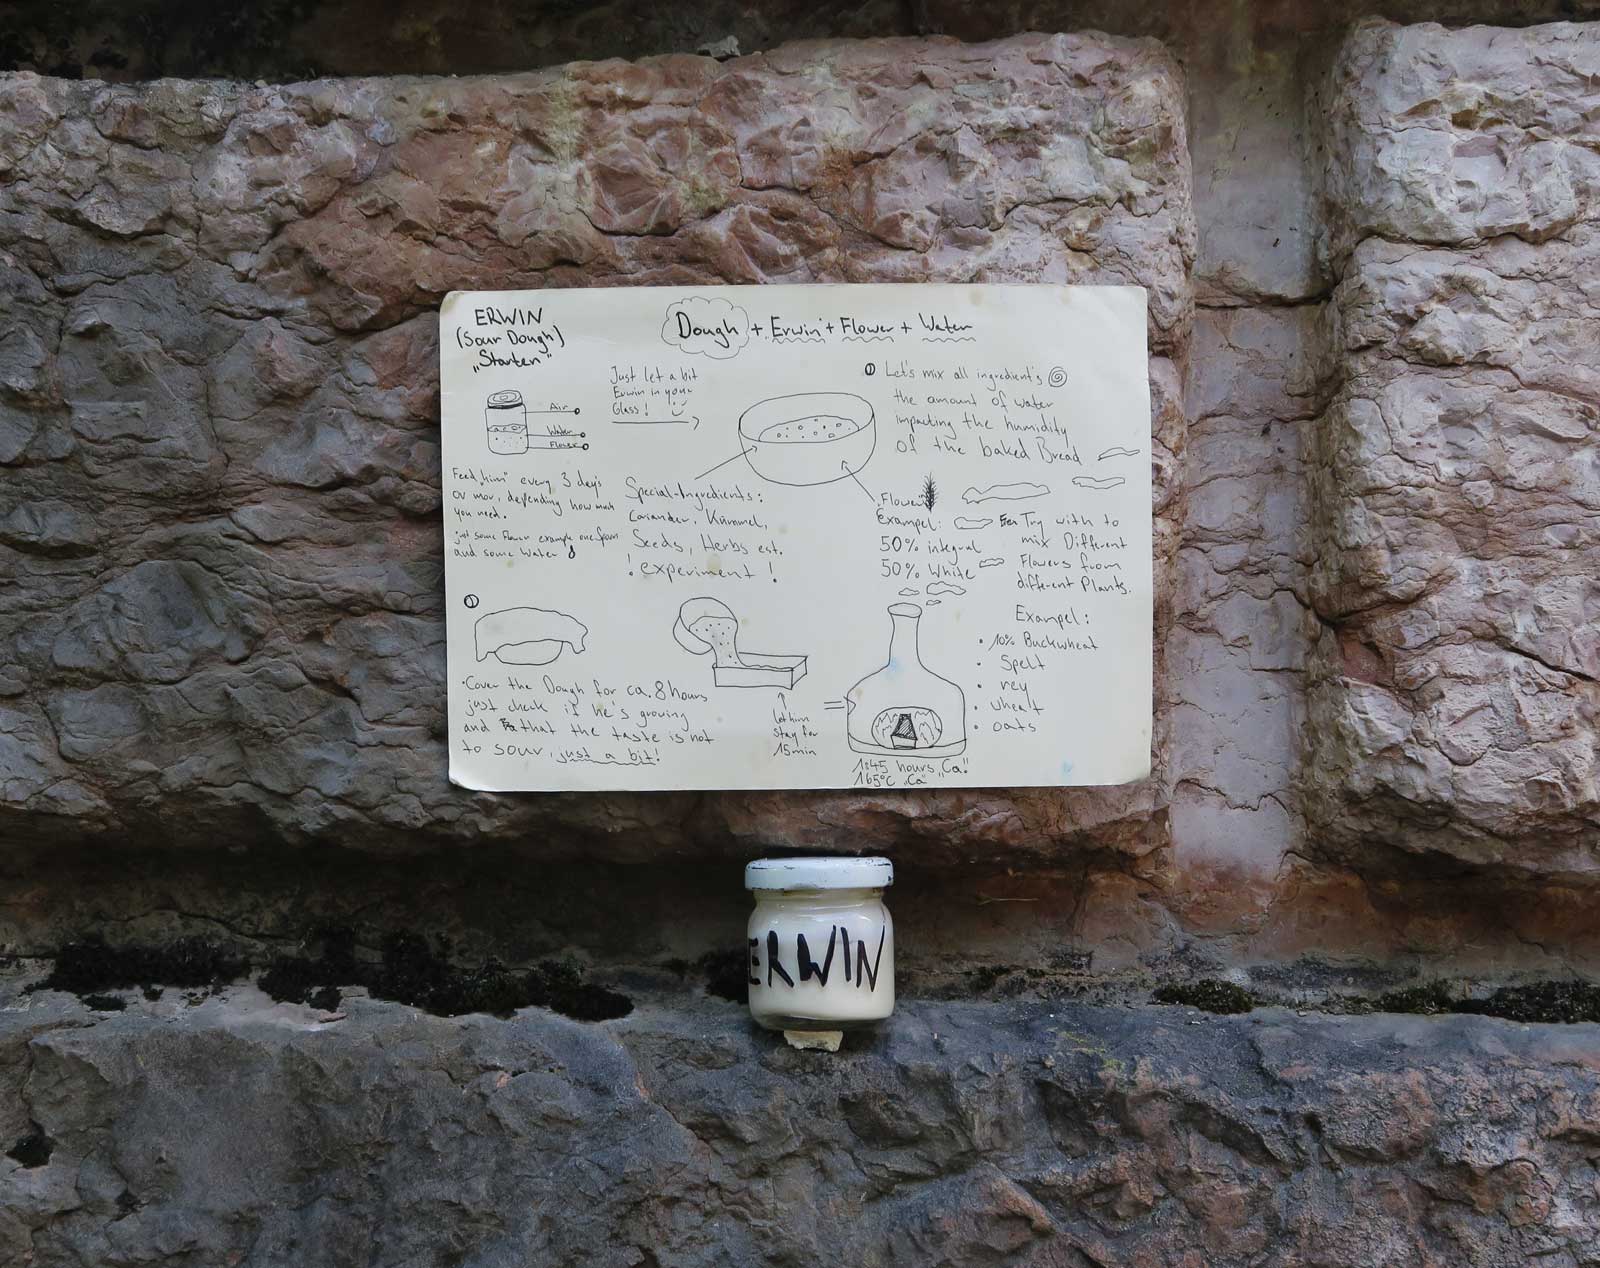 ERWIN
(Sour Dough)
„Starter“
Dough + Erwin + Flower + Water
Air
Water
Flower
Just let a bit
Erwin in your
Glass!
① Let's mix all ingredient's
the amount of water
impacting the humidity
of the baked Bread
Feed „him“ every 3 day's
or mor, depending how much
you need.
just some Flower example one Spoon
and some Water
Special-Ingredients:
Coriander, Kümmel,
Seeds, Herbs est.
! experiment !
Flower
Exampel:
50% integral
50% White
Try with to
mix Different
Flowers from
different Plants.
Exampel:
• 10% Buckwheat
• Spelt
• rey
• wheat
• oats
①
• Cover the Dough for ca. 8 hours
just check if he's growing
and that the taste is not
to sour, just a bit!
let him
stay for
15min
=
1:45 hours „Ca.“
165°C „Ca“
ERWIN